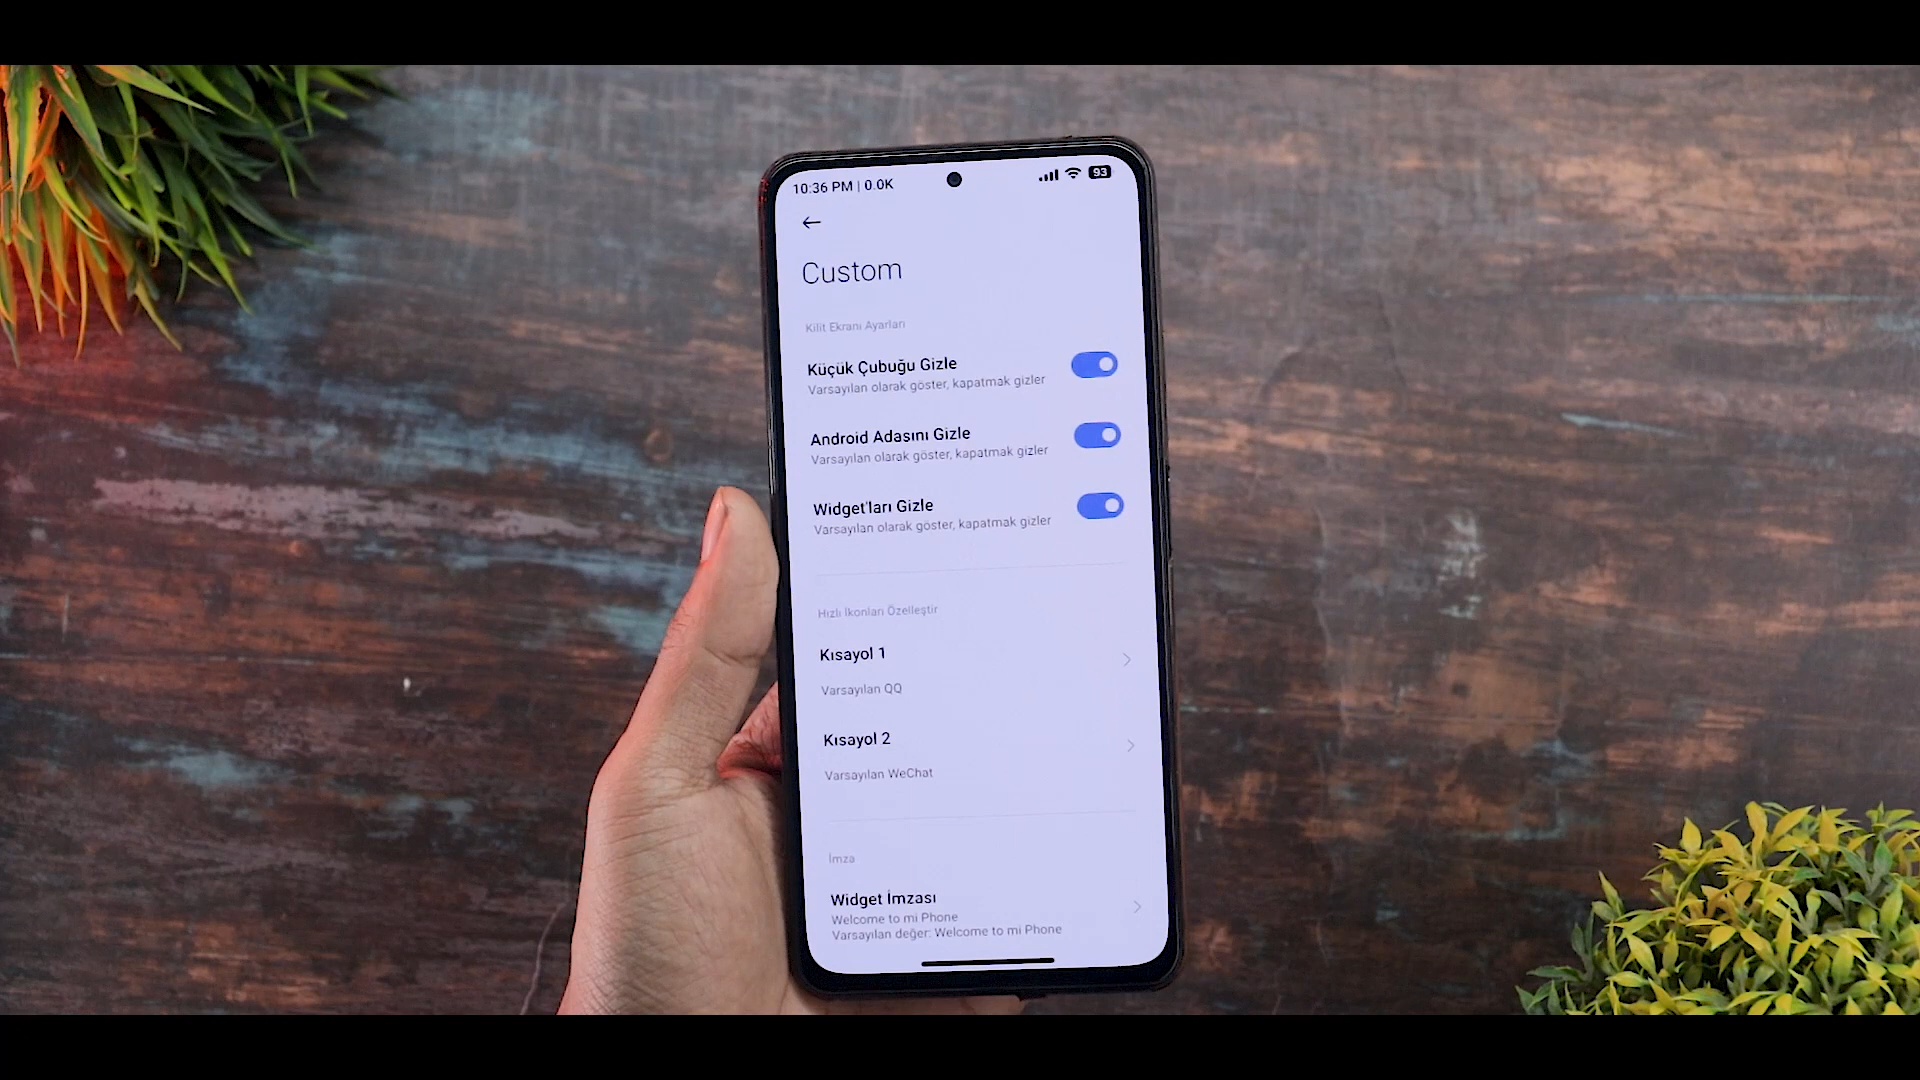 10:36 PM | 0.0K
93
Custom
Kilit Ekranı Ayarları
Küçük Çubuğu Gizle
Varsayılan olarak göster, kapatmak gizler
Android Adasını Gizle
Varsayılan olarak göster, kapatmak gizler
Widget'ları Gizle
Varsayılan olarak göster, kapatmak gizler
Hızlı İkonları Özelleştir
Kısayol 1
Varsayılan QQ
Kısayol 2
Varsayılan WeChat
İmza
Widget İmzası
Welcome to mi Phone
Varsayılan değer: Welcome to mi Phone